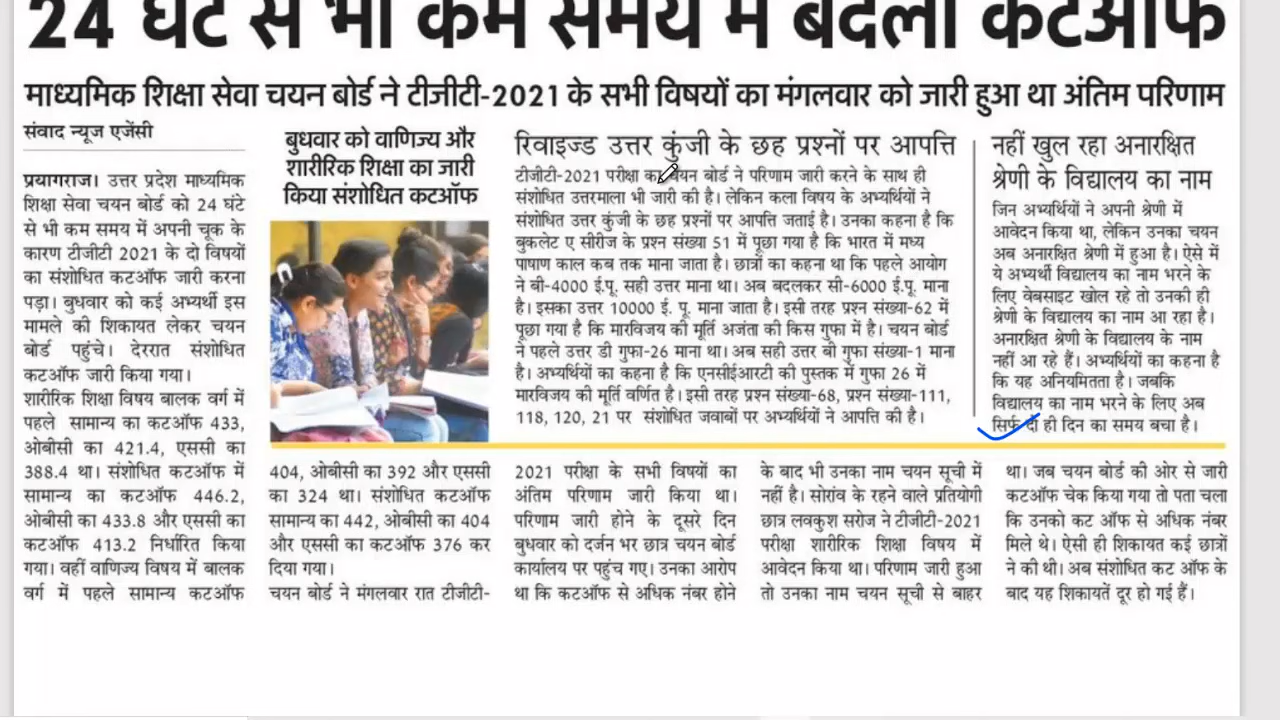 24 घंटे से भी कम समय में बदला कटऑफ
माध्यमिक शिक्षा सेवा चयन बोर्ड ने टीजीटी-2021 के सभी विषयों का मंगलवार को जारी हुआ था अंतिम परिणाम
संवाद न्यूज एजेंसी
प्रयागराज। उत्तर प्रदेश माध्यमिक
शिक्षा सेवा चयन बोर्ड को 24 घंटे
से भी कम समय में अपनी चूक के
कारण टीजीटी 2021 के दो विषयों
का संशोधित कटऑफ जारी करना
पड़ा। बुधवार को कई अभ्यर्थी इस
मामले की शिकायत लेकर चयन
बोर्ड पहुंचे। देररात संशोधित
कटऑफ जारी किया गया।
शारीरिक शिक्षा विषय बालक वर्ग में
पहले सामान्य का कटऑफ 433,
ओबीसी का 421.4, एससी का
388.4 था। संशोधित कटऑफ में
सामान्य का कटऑफ 446.2,
ओबीसी का 433.8 और एससी का
कटऑफ 413.2 निर्धारित किया
गया। वहीं वाणिज्य विषय में बालक
वर्ग में पहले सामान्य कटऑफ
बुधवार को वाणिज्य और
शारीरिक शिक्षा का जारी
किया संशोधित कटऑफ
404, ओबीसी का 392 और एससी
का 324 था। संशोधित कटऑफ
सामान्य का 442, ओबीसी का 404
और एससी का कटऑफ 376 कर
दिया गया।
चयन बोर्ड ने मंगलवार रात टीजीटी-
2021 परीक्षा के सभी विषयों का
अंतिम परिणाम जारी किया था।
परिणाम जारी होने के दूसरे दिन
बुधवार को दर्जन भर छात्र चयन बोर्ड
कार्यालय पर पहुंच गए। उनका आरोप
था कि कटऑफ से अधिक नंबर होने
के बाद भी उनका नाम चयन सूची में
नहीं है। सोरांव के रहने वाले प्रतियोगी
छात्र लवकुश सरोज ने टीजीटी-2021
परीक्षा शारीरिक शिक्षा विषय में
आवेदन किया था। परिणाम जारी हुआ
तो उनका नाम चयन सूची से बाहर
था। जब चयन बोर्ड की ओर से जारी
कटऑफ चेक किया गया तो पता चला
कि उनको कट ऑफ से अधिक नंबर
मिले थे। ऐसी ही शिकायत कई छात्रों
ने की थी। अब संशोधित कट ऑफ के
बाद यह शिकायतें दूर हो गई हैं।
रिवाइज्ड उत्तर कुंजी के छह प्रश्नों पर आपत्ति
टीजीटी-2021 परीक्षा का चयन बोर्ड ने परिणाम जारी करने के साथ ही
संशोधित उत्तरमाला भी जारी की है। लेकिन कला विषय के अभ्यर्थियों ने
संशोधित उत्तर कुंजी के छह प्रश्नों पर आपत्ति जताई है। उनका कहना है कि
बुकलेट ए सीरीज के प्रश्न संख्या 51 में पूछा गया है कि भारत में मध्य
पाषाण काल कब तक माना जाता है। छात्रों का कहना था कि पहले आयोग
ने बी-4000 ई.पू. सही उत्तर माना था। अब बदलकर सी-6000 ई.पू. माना
है। इसका उत्तर 10000 ई. पू. माना जाता है। इसी तरह प्रश्न संख्या-62 में
पूछा गया है कि मारविजय की मूर्ति अजंता की किस गुफा में है। चयन बोर्ड
ने पहले उत्तर डी गुफा-26 माना था। अब सही उत्तर बी गुफा संख्या-1 माना
है। अभ्यर्थियों का कहना है कि एनसीईआरटी की पुस्तक में गुफा 26 में
मारविजय की मूर्ति वर्णित है। इसी तरह प्रश्न संख्या-68, प्रश्न संख्या-111,
118, 120, 21 पर संशोधित जवाबों पर अभ्यर्थियों ने आपत्ति की है।
नहीं खुल रहा अनारक्षित
श्रेणी के विद्यालय का नाम
जिन अभ्यर्थियों ने अपनी श्रेणी में
आवेदन किया था, लेकिन उनका चयन
अब अनारक्षित श्रेणी में हुआ है। ऐसे में
ये अभ्यर्थी विद्यालय का नाम भरने के
लिए वेबसाइट खोल रहे तो उनकी ही
श्रेणी के विद्यालय का नाम आ रहा है।
अनारक्षित श्रेणी के विद्यालय के नाम
नहीं आ रहे हैं। अभ्यर्थियों का कहना है
कि यह अनियमितता है। जबकि
विद्यालय का नाम भरने के लिए अब
सिर्फ दो ही दिन का समय बचा है।